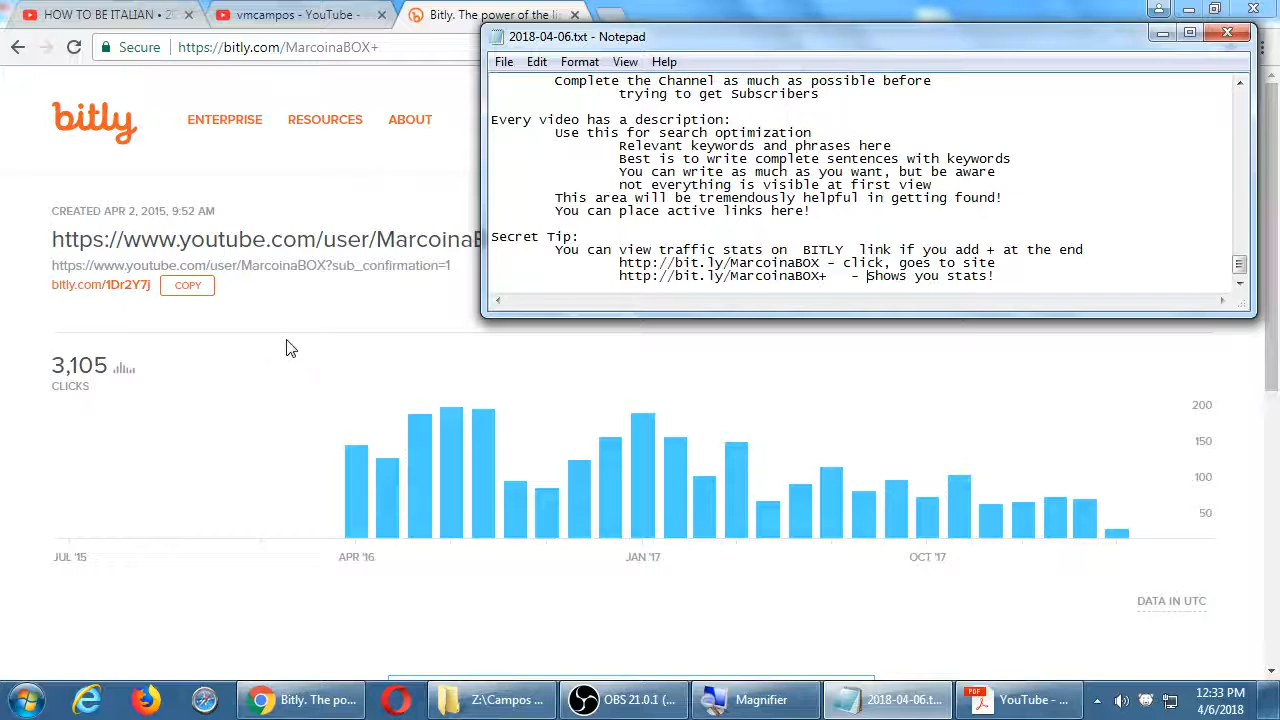 HOW TO BE ITALIAN • 2
vmcampos - YouTube -
Bitly. The power of the li
Secure
https://bitly.com/MarcoinaBOX+
2018-04-06.txt - Notepad
File Edit Format View Help
Complete the Channel as much as possible before
trying to get Subscribers
Every video has a description:
Use this for search optimization
Relevant keywords and phrases here
Best is to write complete sentences with keywords
You can write as much as you want, but be aware
not everything is visible at first view
This area will be tremendously helpful in getting found!
You can place active links here!
Secret Tip:
You can view traffic stats on BITLY link if you add + at the end
http://bit.ly/MarcoinaBOX - click, goes to site
http://bit.ly/MarcoinaBOX+ - Shows you stats!
bitly
ENTERPRISE RESOURCES ABOUT
CREATED APR 2, 2015, 9:52 AM
https://www.youtube.com/user/MarcoinaB
https://www.youtube.com/user/MarcoinaBOX?sub_confirmation=1
bitly.com/1Dr2Y7j COPY
3,105
CLICKS
200
150
100
50
JUL '15 APR '16 JAN '17 OCT '17
DATA IN UTC
Bitly. The po...
Z:\Campos ...
OBS 21.0.1 (...
Magnifier
2018-04-06.t...
PDF
YouTube - ...
12:33 PM
4/6/2018